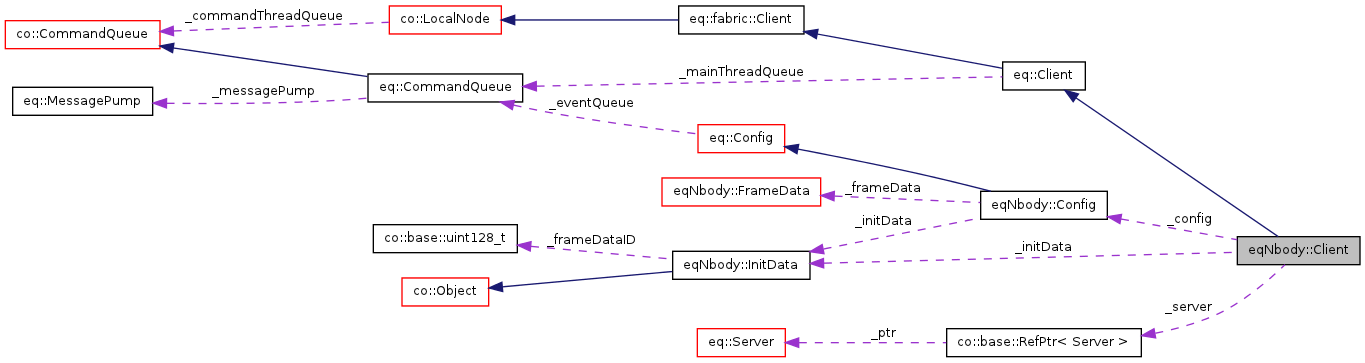 _commandThreadQueue
co::LocalNode
eq::fabric::Client
co::CommandQueue
_mainThreadQueue
eq::Client
eq::CommandQueue
_messagePump
eq::MessagePump
_eventQueue
eq::Config
eqNbody::FrameData
_frameData
eqNbody::Config
_config
_initData
co::base::uint128_t
_frameDataID
_initData
eqNbody::Client
eqNbody::InitData
co::Object
_server
eq::Server
_ptr
co::base::RefPtr< Server >